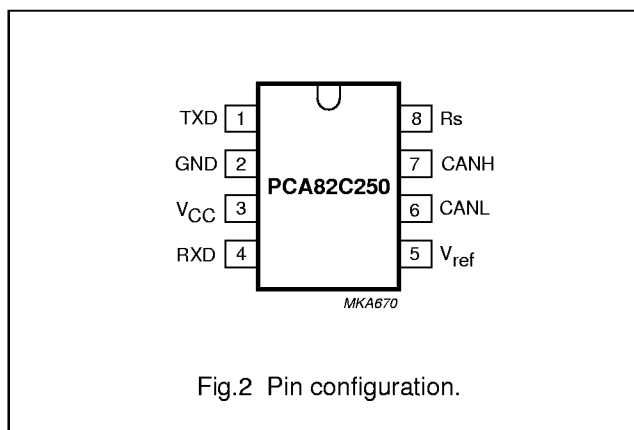 TXD 1 8 Rs
GND 2 7 CANH
PCA82C250
VCC 3 6 CANL
RXD 4 5 Vref
MKA670
Fig.2 Pin configuration.